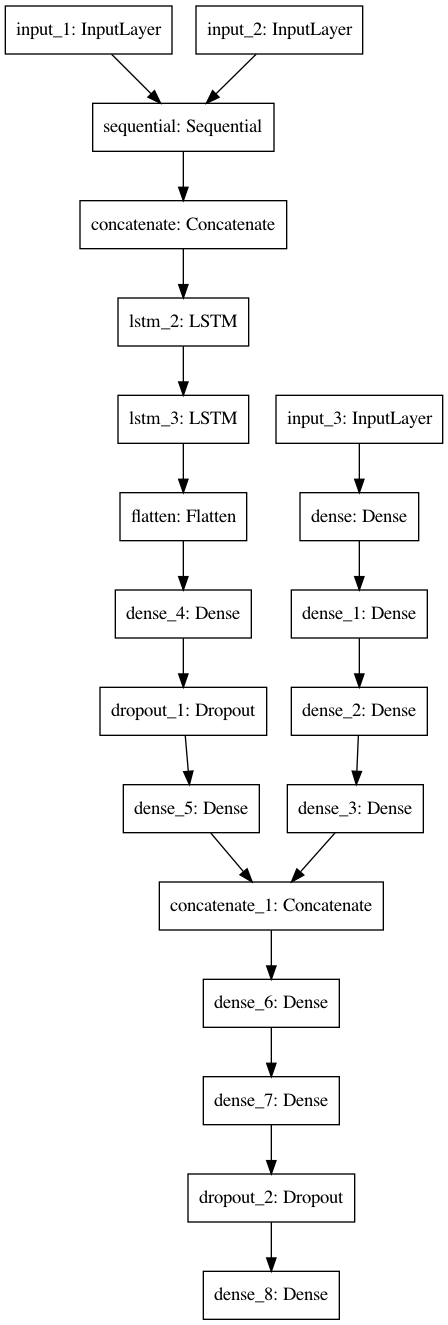 input_1: InputLayer
input_2: InputLayer
sequential: Sequential
concatenate: Concatenate
lstm_2: LSTM
lstm_3: LSTM
input_3: InputLayer
flatten: Flatten
dense: Dense
dense_4: Dense
dense_1: Dense
dropout_1: Dropout
dense_2: Dense
dense_5: Dense
dense_3: Dense
concatenate_1: Concatenate
dense_6: Dense
dense_7: Dense
dropout_2: Dropout
dense_8: Dense